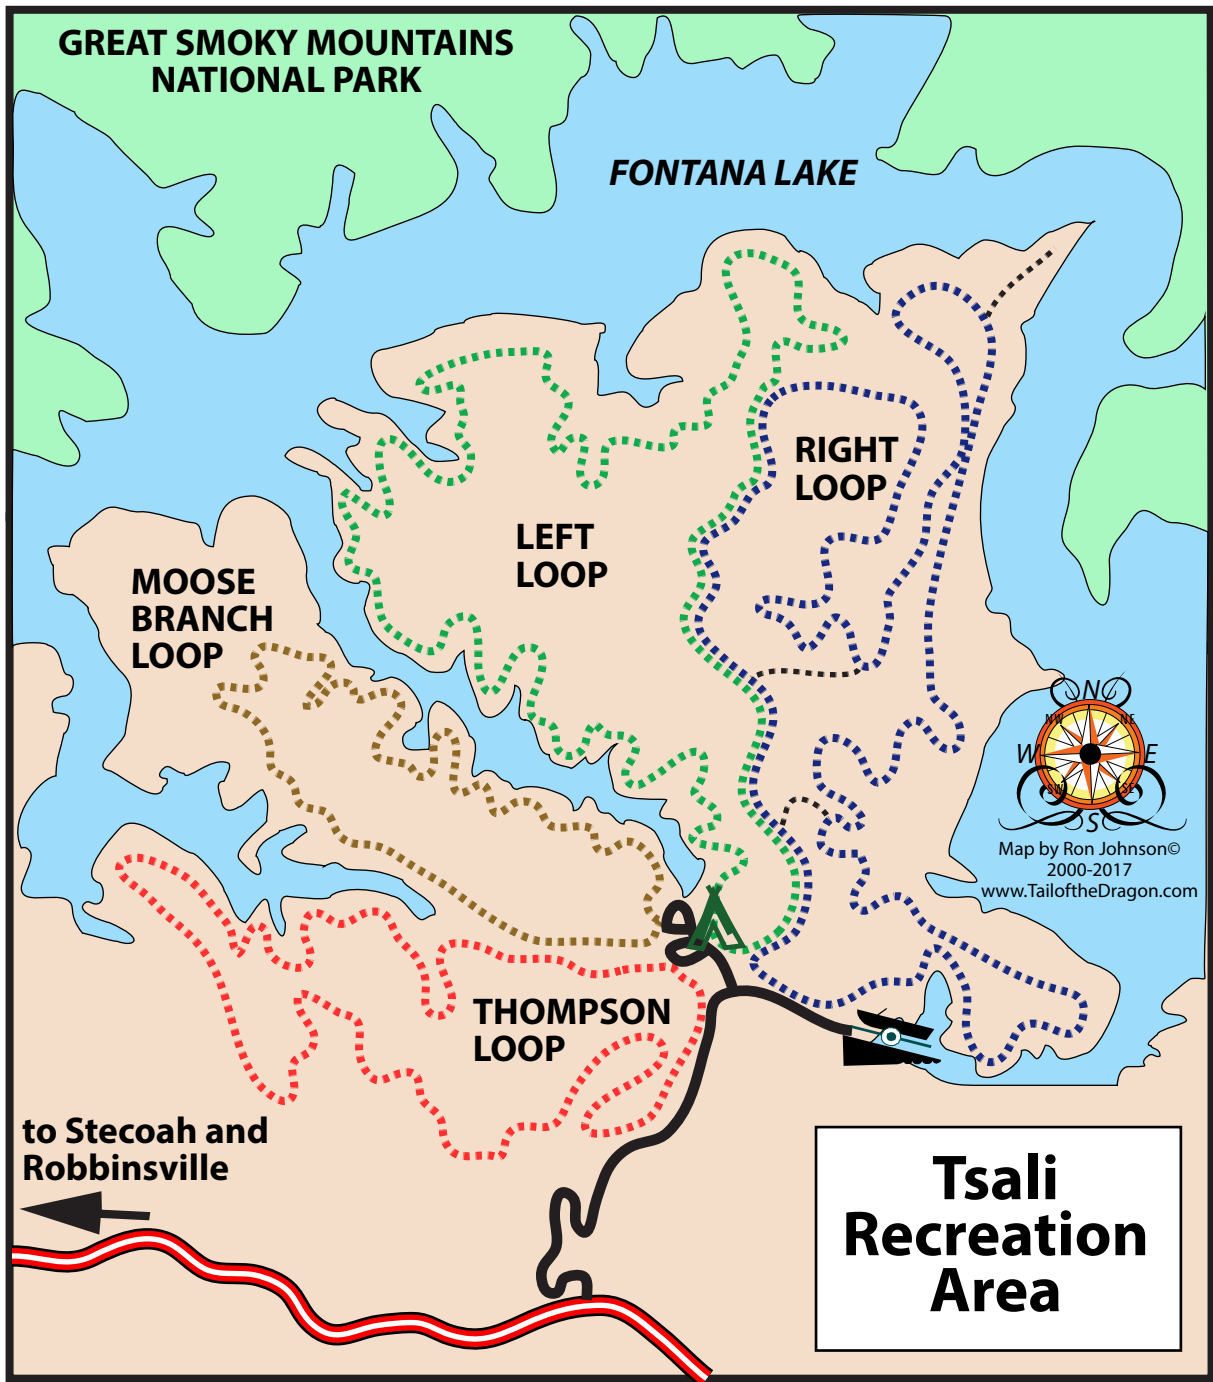 GREAT SMOKY MOUNTAINS
NATIONAL PARK
FONTANA LAKE
RIGHT
LOOP
LEFT
LOOP
MOOSE
BRANCH
LOOP
N
NW
NE
W
E
SW
SE
S
Map by Ron Johnson©
2000-2017
www.TailoftheDragon.com
THOMPSON
LOOP
to Stecoah and
Robbinsville
Tsali
Recreation
Area